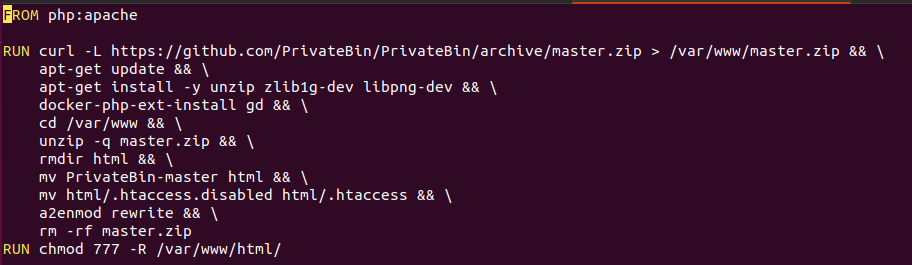 FROM php:apache
RUN curl -L https://github.com/PrivateBin/PrivateBin/archive/master.zip > /var/www/master.zip && \
apt-get update && \
apt-get install -y unzip zlib1g-dev libpng-dev && \
docker-php-ext-install gd && \
cd /var/www && \
unzip -q master.zip && \
rmdir html && \
mv PrivateBin-master html && \
mv html/.htaccess.disabled html/.htaccess && \
a2enmod rewrite && \
rm -rf master.zip
RUN chmod 777 -R /var/www/html/